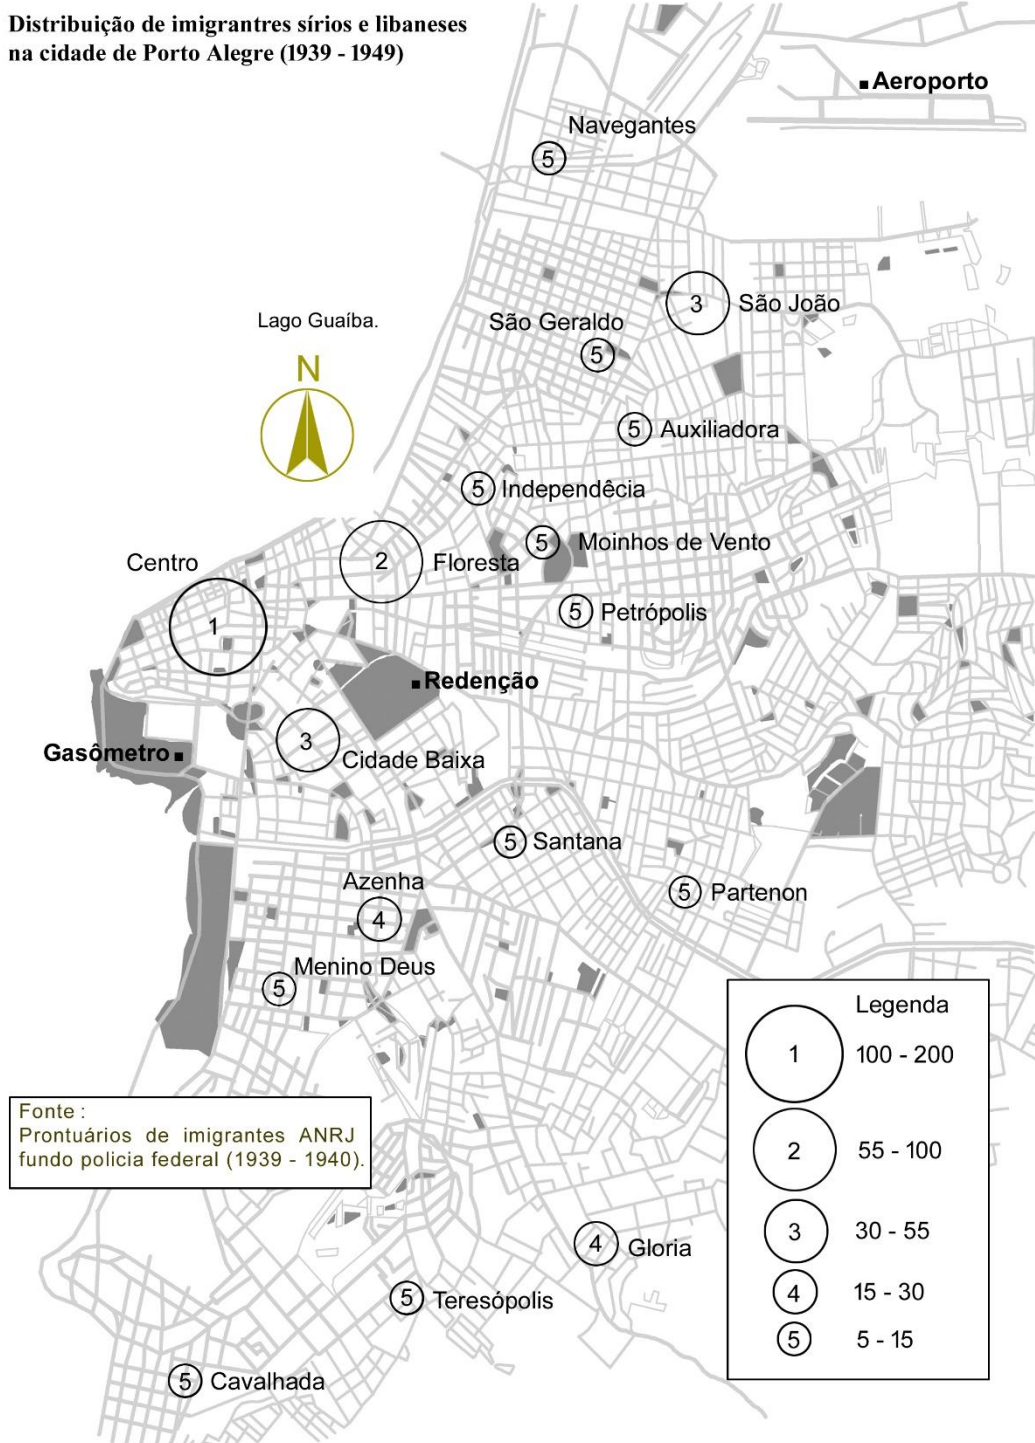 Distribuição de imigrantres sírios e libaneses
na cidade de Porto Alegre (1939 - 1949)
Aeroporto
Navegantes
5
3
São João
Lago Guaíba.
São Geraldo
5
N
5
Auxiliadora
5
Independêcia
5
Moinhos de Vento
Centro
2
Floresta
5
Petrópolis
1
Redenção
3
Cidade Baixa
Gasômetro
5
Santana
Azenha
4
5
Partenon
Menino Deus
5
Legenda
1
100 - 200
2
55 - 100
3
30 - 55
4
15 - 30
5
5 - 15
Fonte :
Prontuários de imigrantes ANRJ
fundo policia federal (1939 - 1940).
4
Gloria
5
Teresópolis
5
Cavalhada